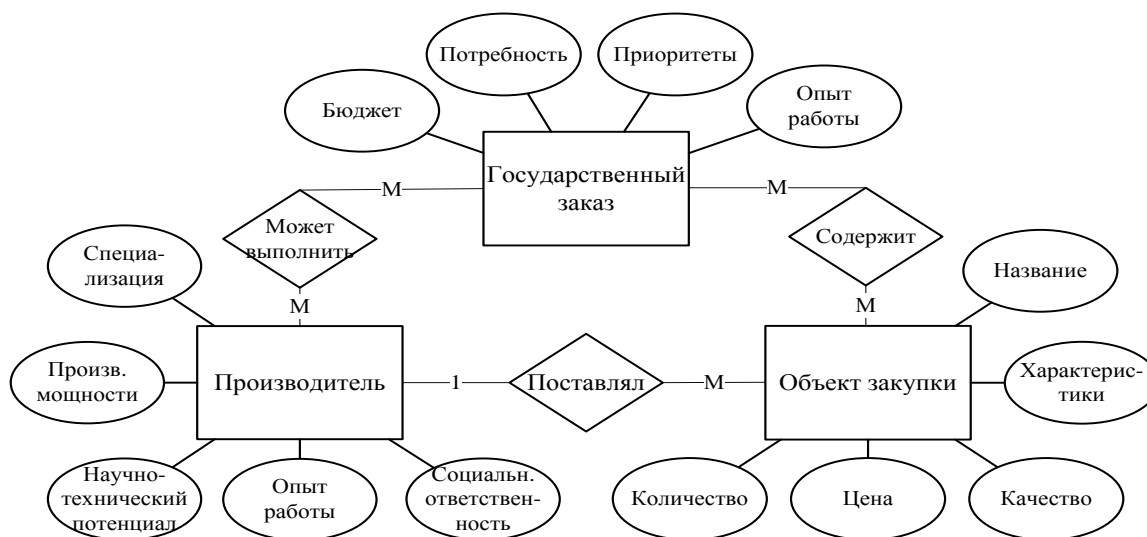 Потребность
Приоритеты
Бюджет
Опыт
работы
Государственный
заказ
М
М
Может
выполнить
Содержит
Специа-
лизация
Название
М
М
Произв.
мощности
Производитель
1
Поставлял
М
Объект закупки
Характерис-
тики
Научно-
технический
потенциал
Опыт
работы
Социальн.
ответствен-
ность
Количество
Цена
Качество